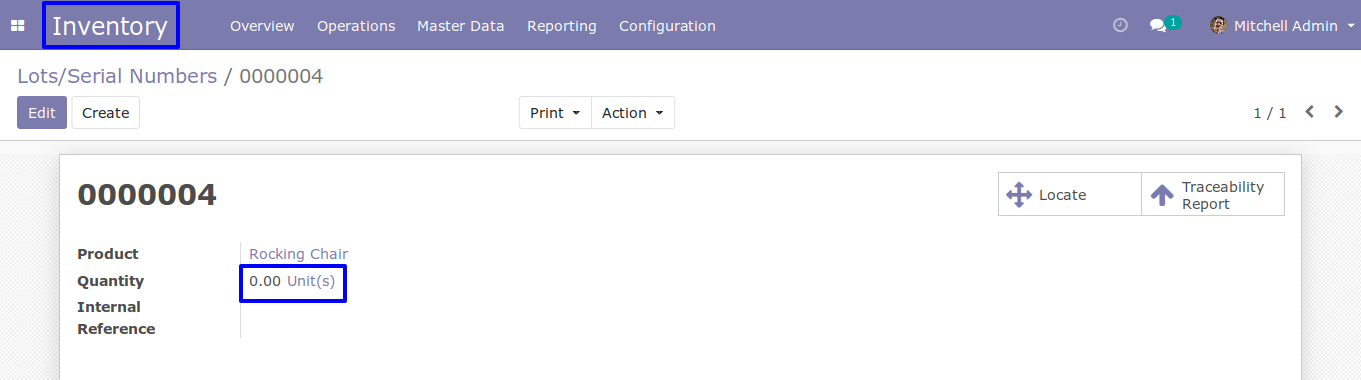 Inventory Overview Operations Master Data Reporting Configuration 1 Mitchell Admin
Lots/Serial Numbers / 0000004
Edit Create Print Action 1 / 1
0000004
Locate
Traceability
Report
Product Rocking Chair
Quantity 0.00 Unit(s)
Internal
Reference